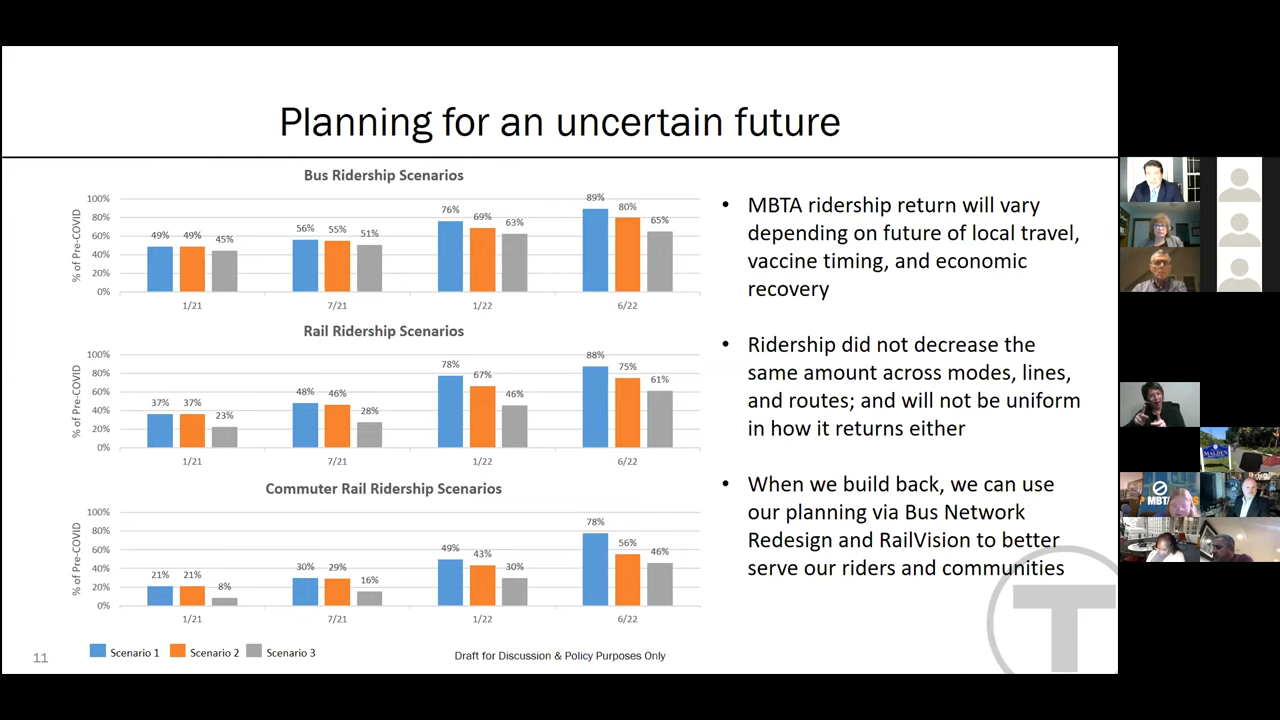 Planning for an uncertain future
Bus Ridership Scenarios
% of Pre-COVID
100%
80%
60%
40%
20%
0%
49% 49% 45%
56% 55% 51%
76% 69% 63%
89% 80% 65%
1/21 7/21 1/22 6/22
Rail Ridership Scenarios
% of Pre-COVID
100%
80%
60%
40%
20%
0%
37% 37% 23%
48% 46% 28%
78% 67% 46%
88% 75% 61%
1/21 7/21 1/22 6/22
Commuter Rail Ridership Scenarios
% of Pre-COVID
100%
80%
60%
40%
20%
0%
21% 21% 8%
30% 29% 16%
49% 43% 30%
78% 56% 46%
1/21 7/21 1/22 6/22
Scenario 1 Scenario 2 Scenario 3
• MBTA ridership return will vary
depending on future of local travel,
vaccine timing, and economic
recovery
• Ridership did not decrease the
same amount across modes, lines,
and routes; and will not be uniform
in how it returns either
• When we build back, we can use
our planning via Bus Network
Redesign and RailVision to better
serve our riders and communities
11
Draft for Discussion & Policy Purposes Only
T
MALDEN